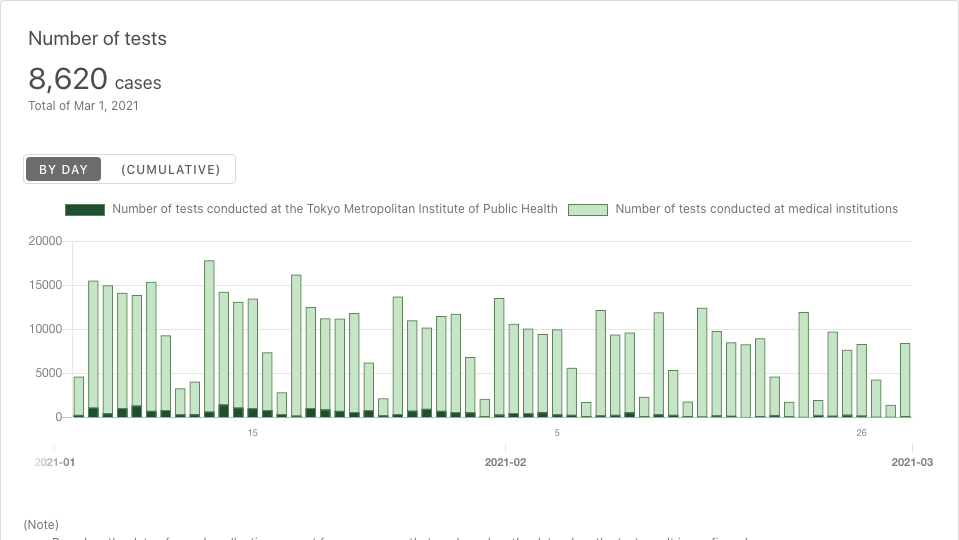 Number of tests
8,620 cases
Total of Mar 1, 2021
BY DAY (CUMULATIVE)
Number of tests conducted at the Tokyo Metropolitan Institute of Public Health Number of tests conducted at medical institutions
20000
15000
10000
5000
0
15 5 26
2021-01 2021-02 2021-03
(Note)